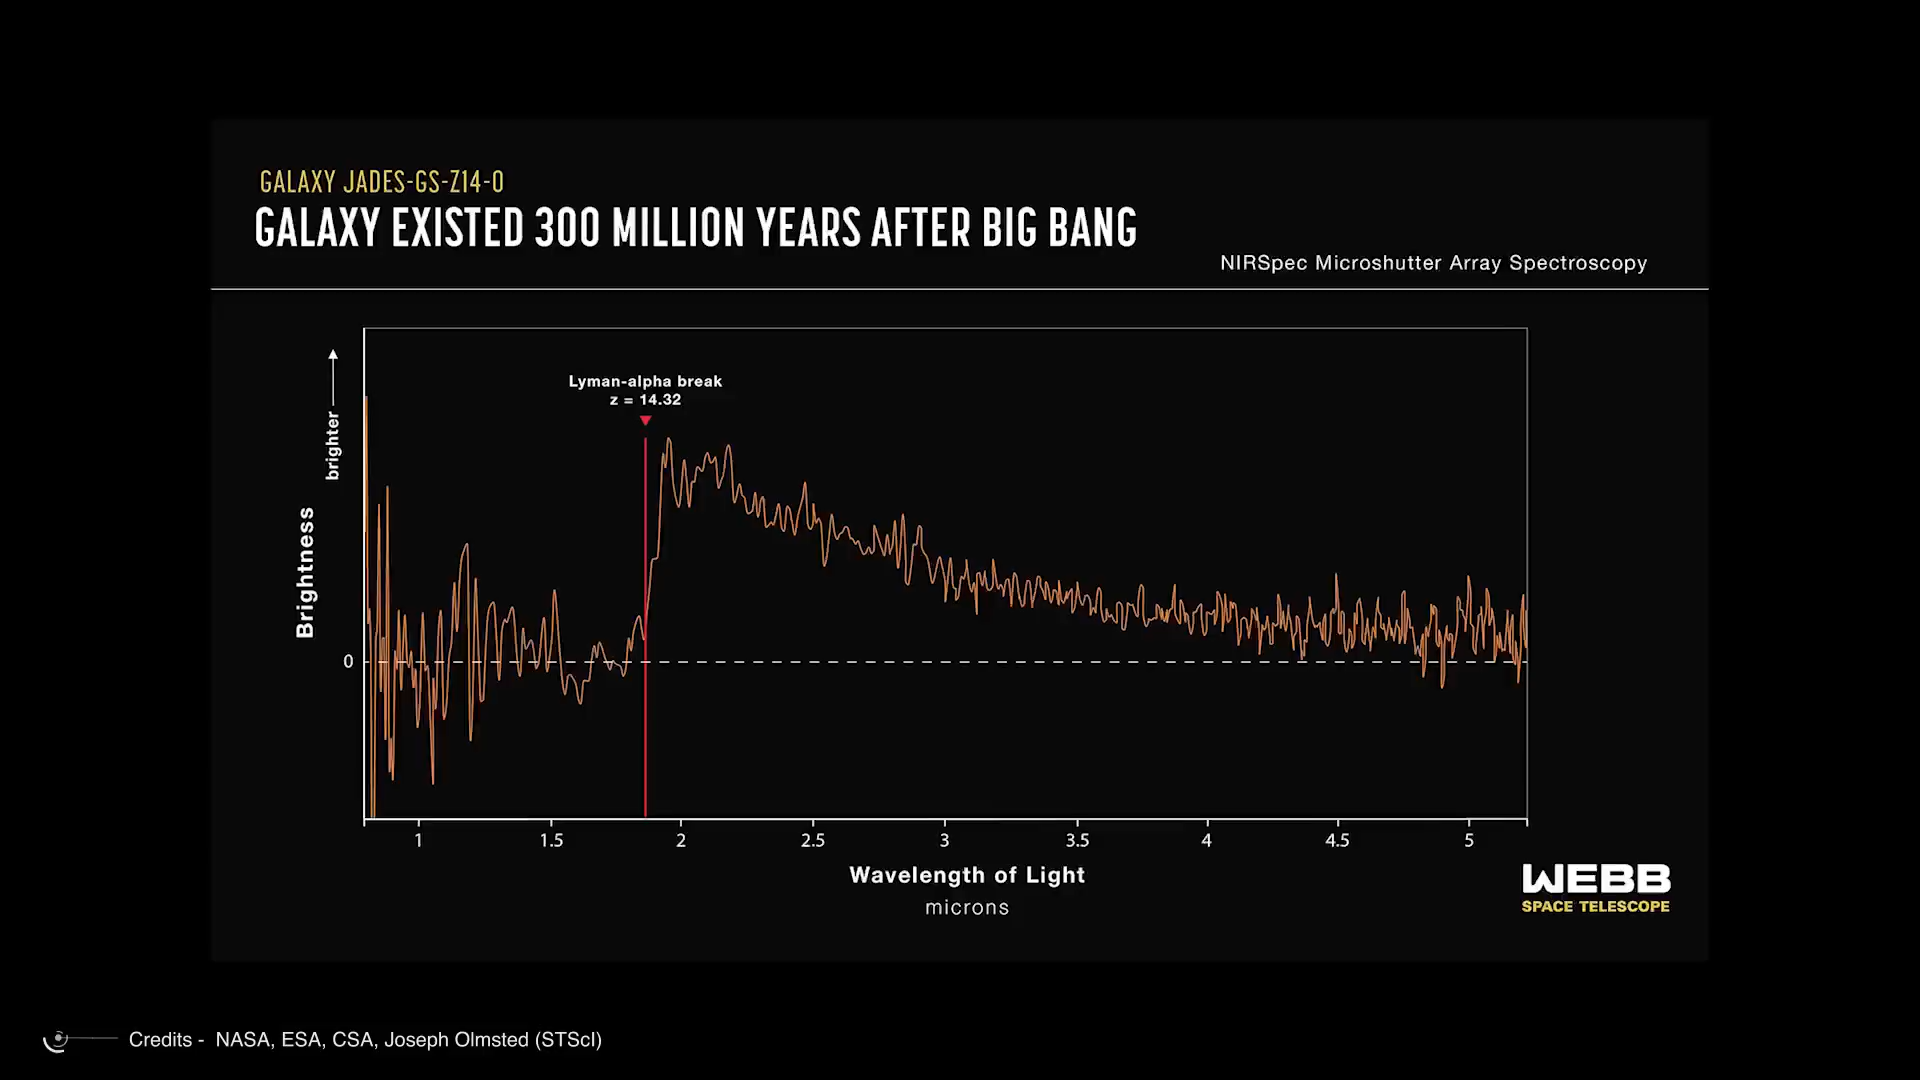 GALAXY JADES-GS-Z14-0
GALAXY EXISTED 300 MILLION YEARS AFTER BIG BANG
NIRSpec Microshutter Array Spectroscopy
Lyman-alpha break
z = 14.32
brighter
Brightness
0
1 1.5 2 2.5 3 3.5 4 4.5 5
Wavelength of Light
microns
WEBB
SPACE TELESCOPE
Credits - NASA, ESA, CSA, Joseph Olmsted (STScI)